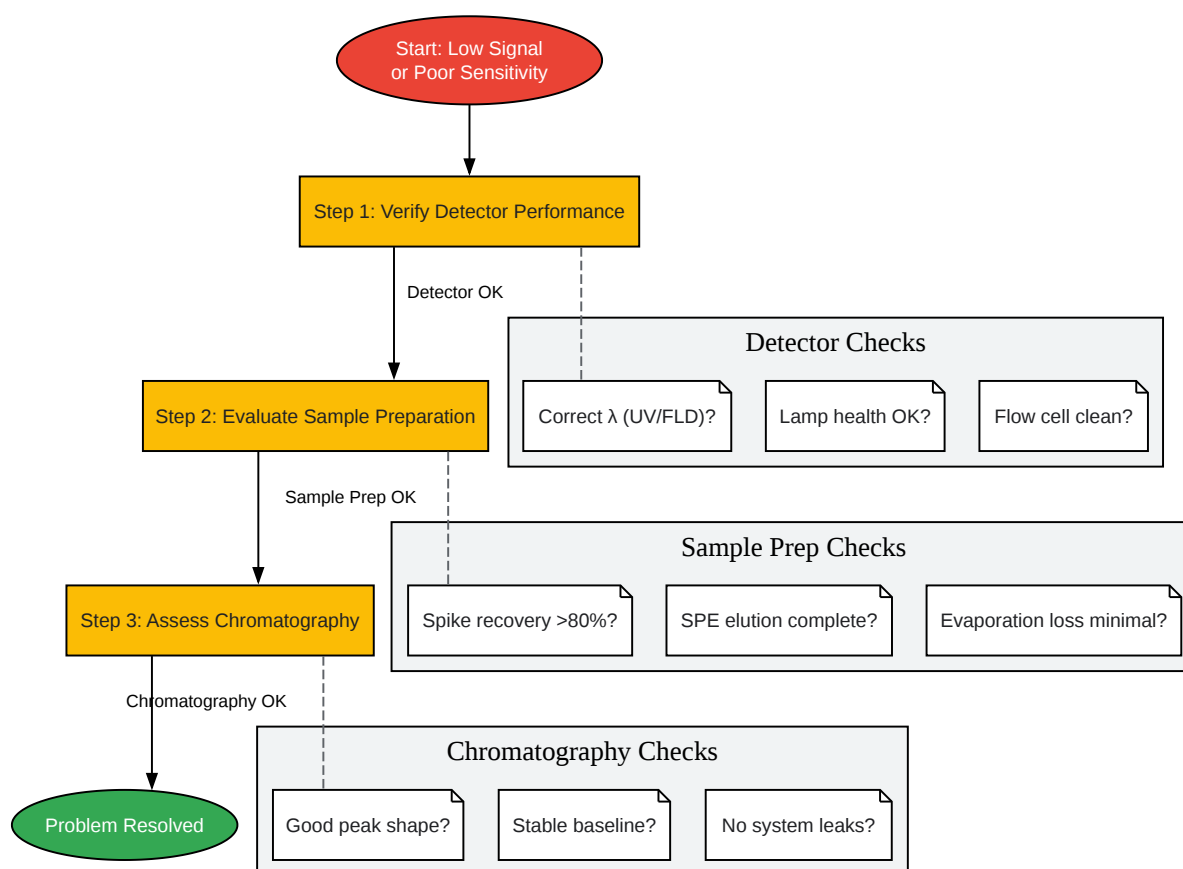 Start: Low Signal
or Poor Sensitivity
Step 1: Verify Detector Performance
Detector OK
Detector Checks
Correct λ (UV/FLD)?
Lamp health OK?
Flow cell clean?
Step 2: Evaluate Sample Preparation
Sample Prep OK
Sample Prep Checks
Spike recovery >80%?
SPE elution complete?
Evaporation loss minimal?
Step 3: Assess Chromatography
Chromatography OK
Chromatography Checks
Good peak shape?
Stable baseline?
No system leaks?
Problem Resolved